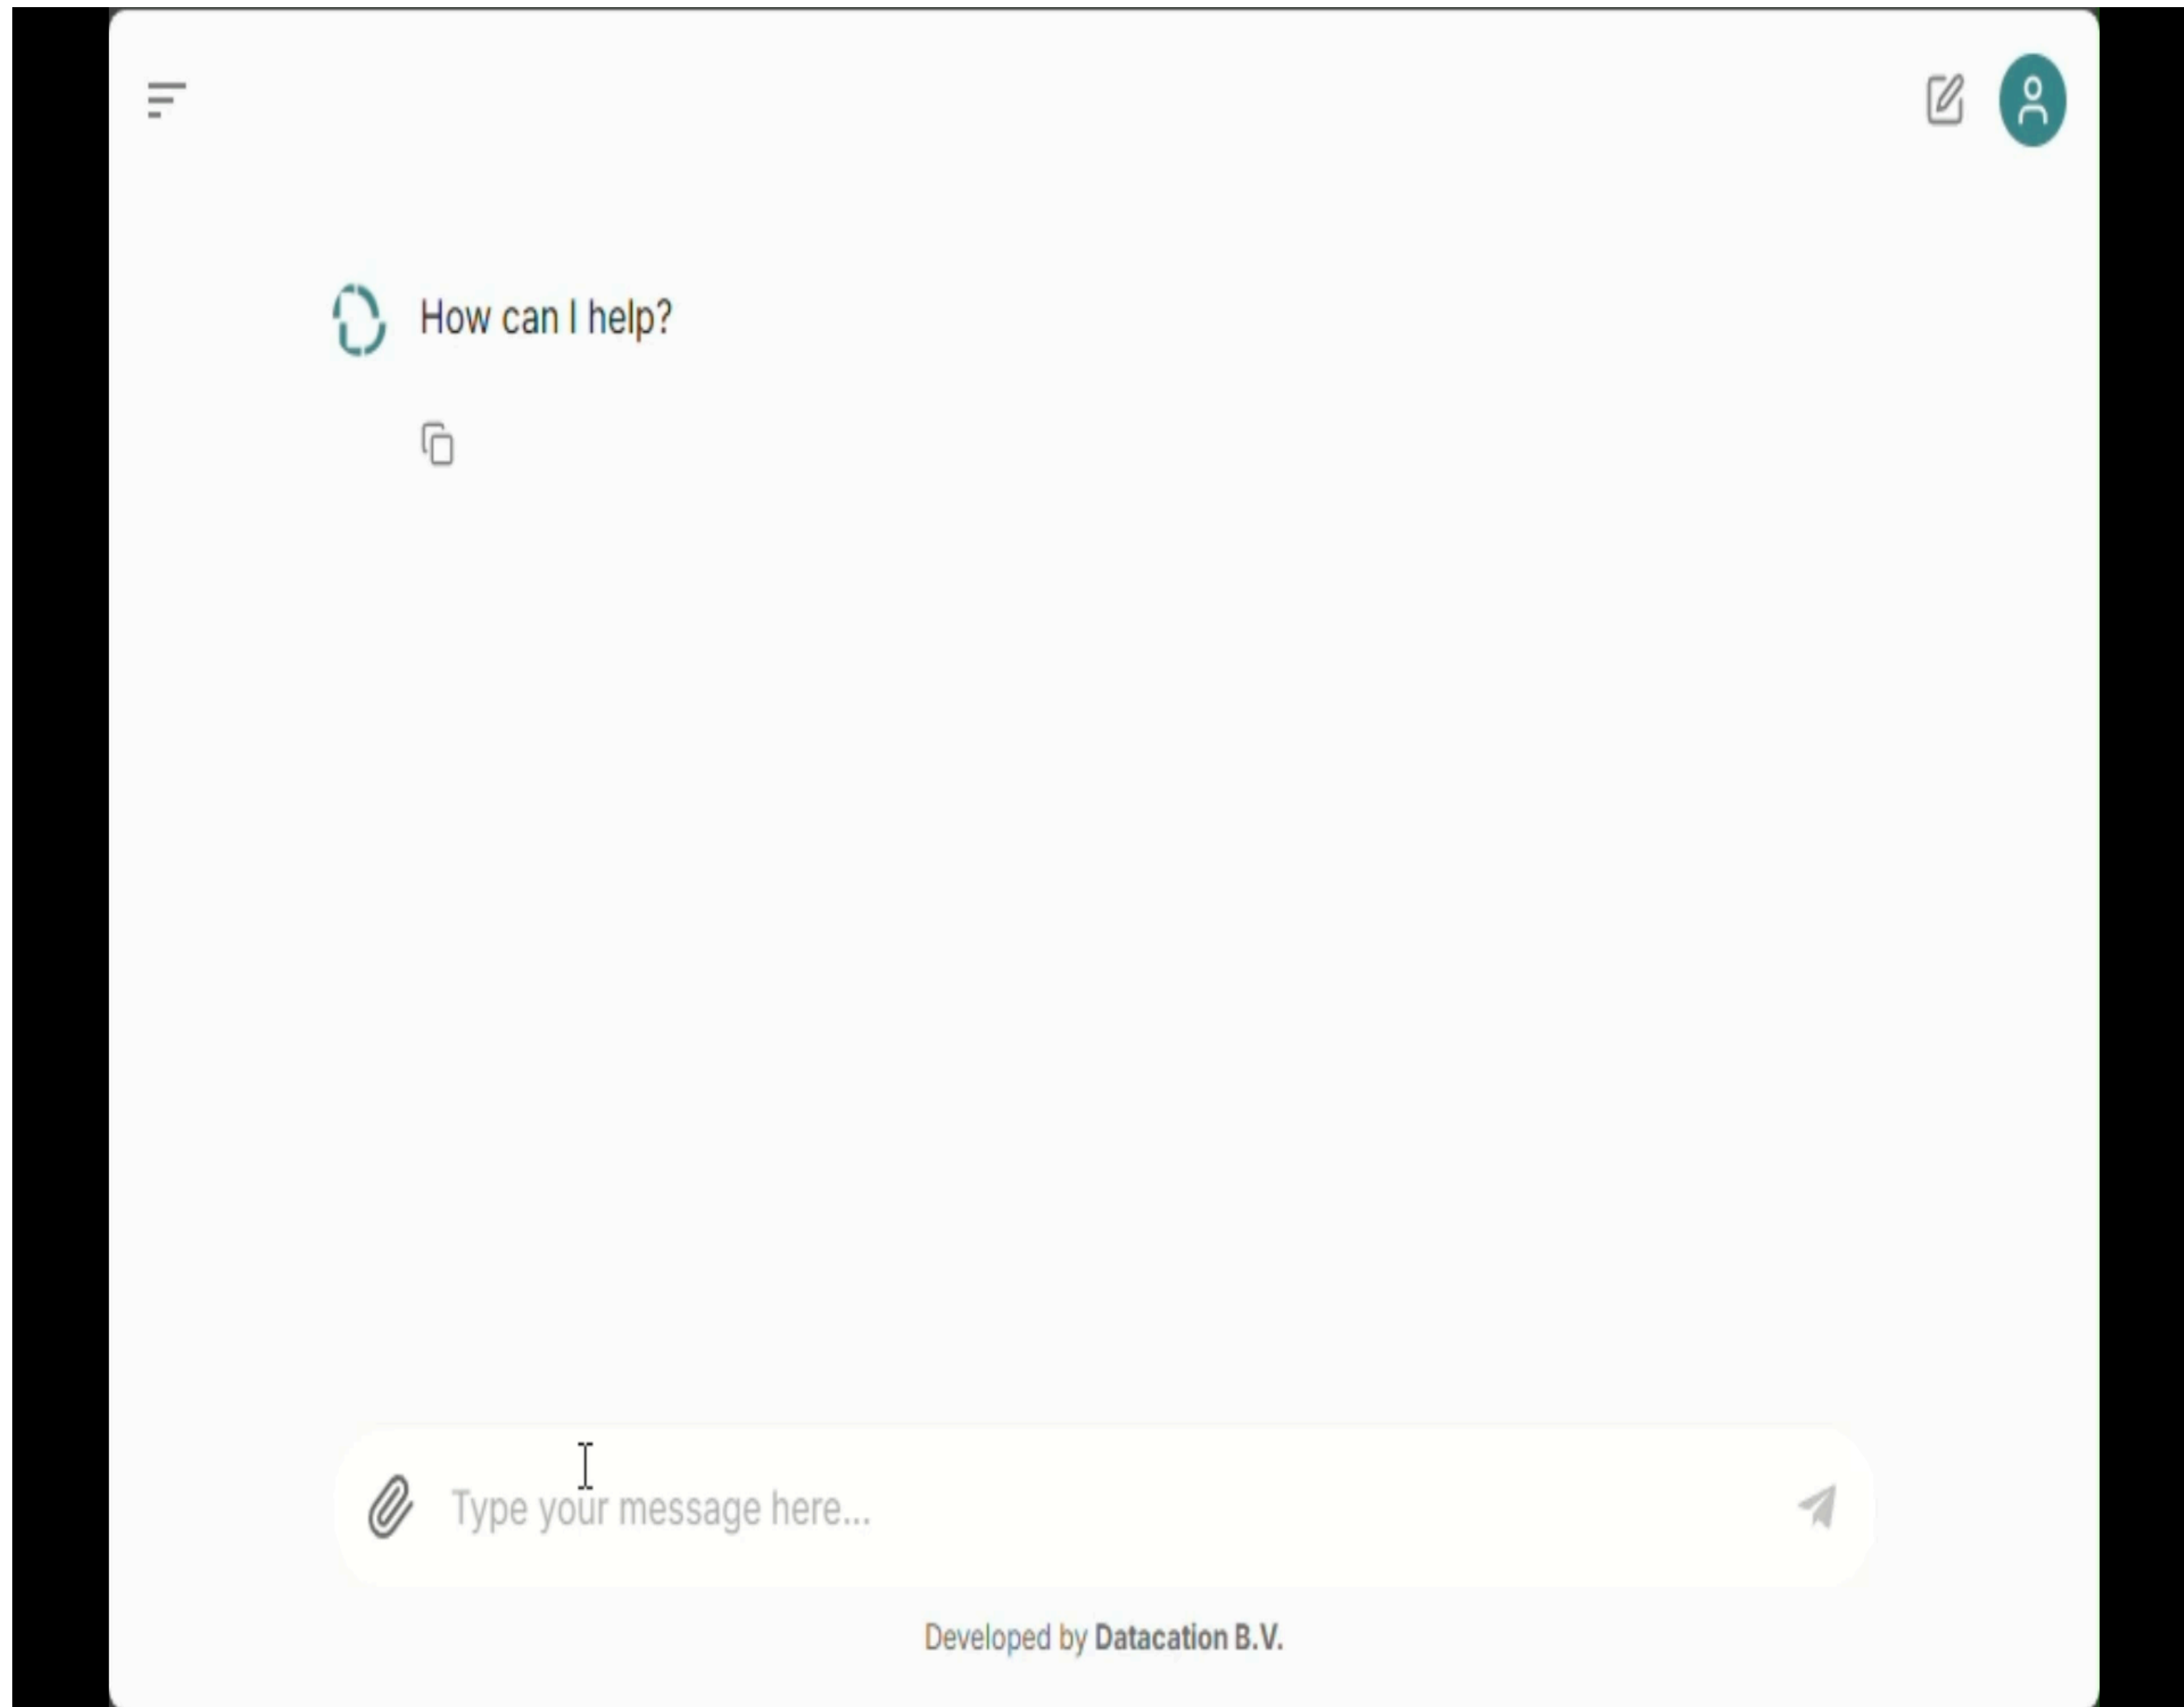 How can I help?
Type your message here...
Developed by Datacation B.V.